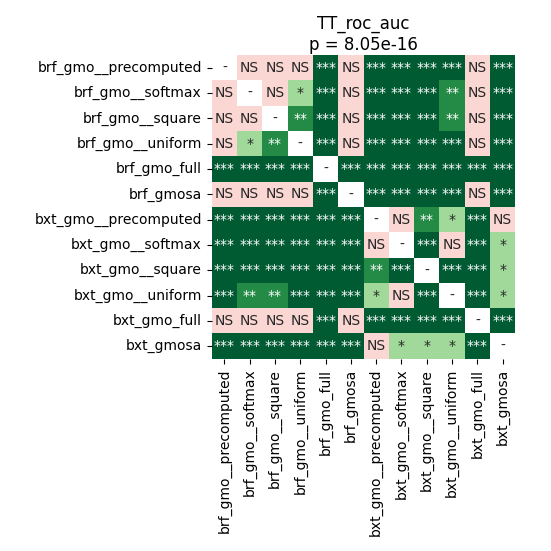 TT_roc_auc
p = 8.05e-16
brf_gmo__precomputed - NS NS NS *** NS *** *** *** *** NS ***
brf_gmo__softmax NS - NS * *** NS *** *** *** ** NS ***
brf_gmo__square NS NS - ** *** NS *** *** *** ** NS ***
brf_gmo__uniform NS * ** - *** NS *** *** *** *** NS ***
brf_gmo_full *** *** *** *** - *** *** *** *** *** *** ***
brf_gmosa NS NS NS NS *** - *** *** *** *** NS ***
bxt_gmo__precomputed *** *** *** *** *** *** - NS ** * *** NS
bxt_gmo__softmax *** *** *** *** *** *** NS - *** NS *** *
bxt_gmo__square *** *** *** *** *** *** ** *** - *** *** *
bxt_gmo__uniform *** ** ** *** *** *** * NS *** - *** *
bxt_gmo_full NS NS NS NS *** NS *** *** *** *** - ***
bxt_gmosa *** *** *** *** *** *** NS * * * *** -
brf_gmo__precomputed
brf_gmo__softmax
brf_gmo__square
brf_gmo__uniform
brf_gmo_full
brf_gmosa
bxt_gmo__precomputed
bxt_gmo__softmax
bxt_gmo__square
bxt_gmo__uniform
bxt_gmo_full
bxt_gmosa